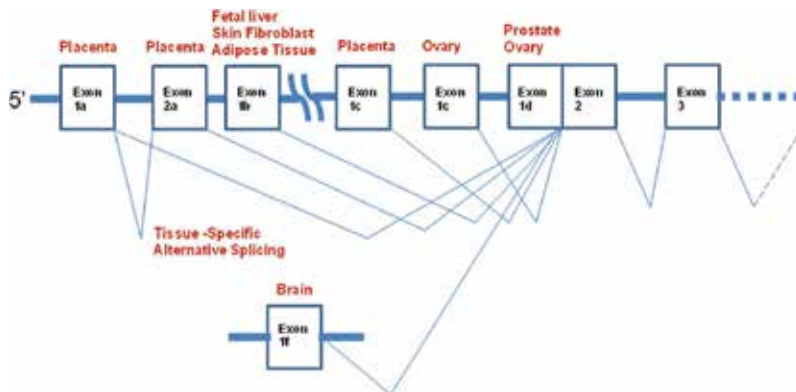 Fetal liver
Skin Fibroblast
Adipose Tissue
Placenta
Placenta
Placenta
Ovary
Prostate
Ovary
5'
Exon
1a
Exon
2a
Exon
1b
Exon
1c
Exon
1c
Exon
1d
Exon
2
Exon
3
Tissue -Specific
Alternative Splicing
Brain
Exon
1f